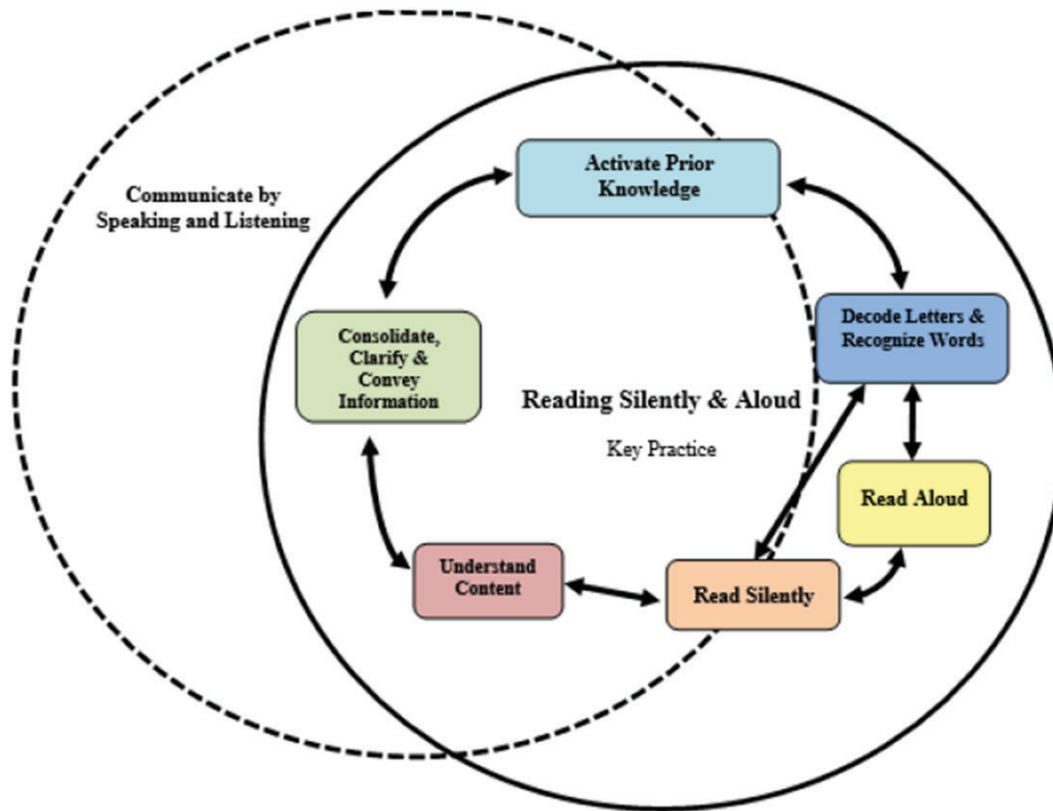 Activate Prior
Knowledge
Communicate by
Speaking and Listening
Decode Letters &
Recognize Words
Consolidate,
Clarify &
Convey
Information
Reading Silently & Aloud
Key Practice
Read Aloud
Understand
Content
Read Silently